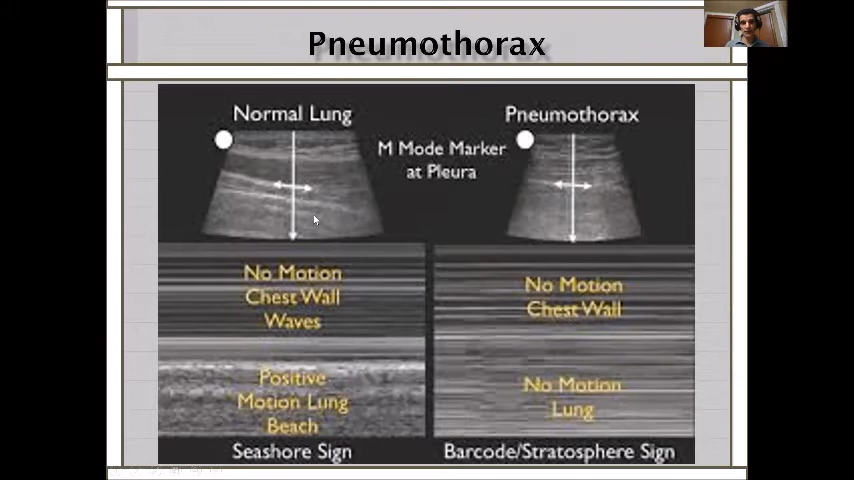 Pneumothorax
Normal Lung
Pneumothorax
M Mode Marker
at Pleura
No Motion
Chest Wall
Waves
No Motion
Chest Wall
Positive
Motion Lung
Beach
No Motion
Lung
Seashore Sign
Barcode/Stratosphere Sign